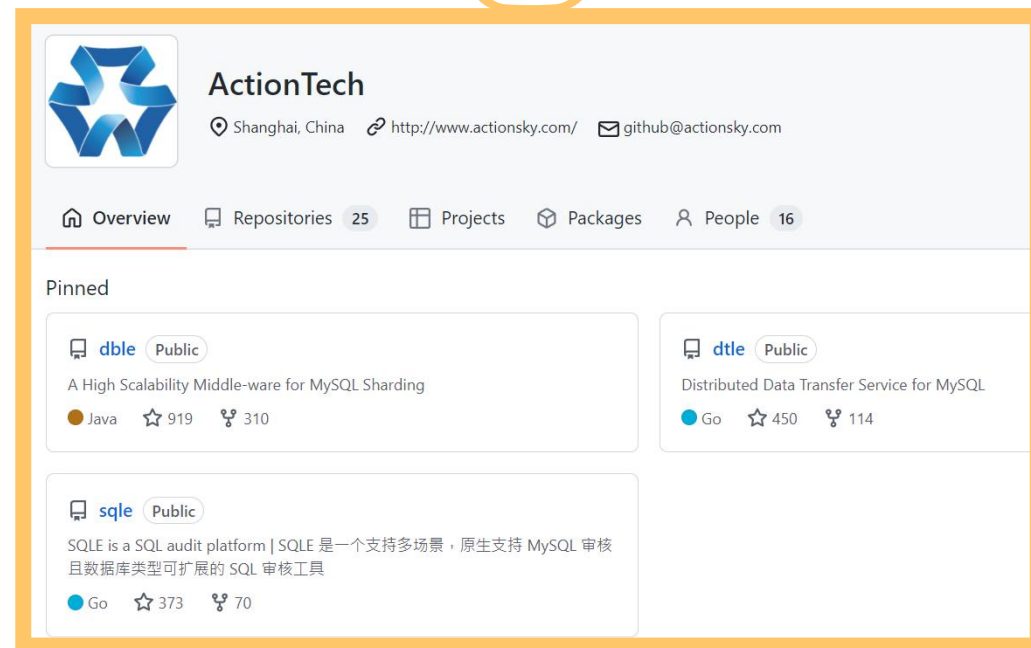 ActionTech
Shanghai, China http://www.actionsky.com/ github@actionsky.com
Overview Repositories 25 Projects Packages People 16
Pinned
dble Public
A High Scalability Middle-ware for MySQL Sharding
Java 919 310
dtle Public
Distributed Data Transfer Service for MySQL
Go 450 114
sqle Public
SQLE is a SQL audit platform | SQLE 是一个支持多场景，原生支持 MySQL 审核
且数据库类型可扩展的 SQL 审核工具
Go 373 70